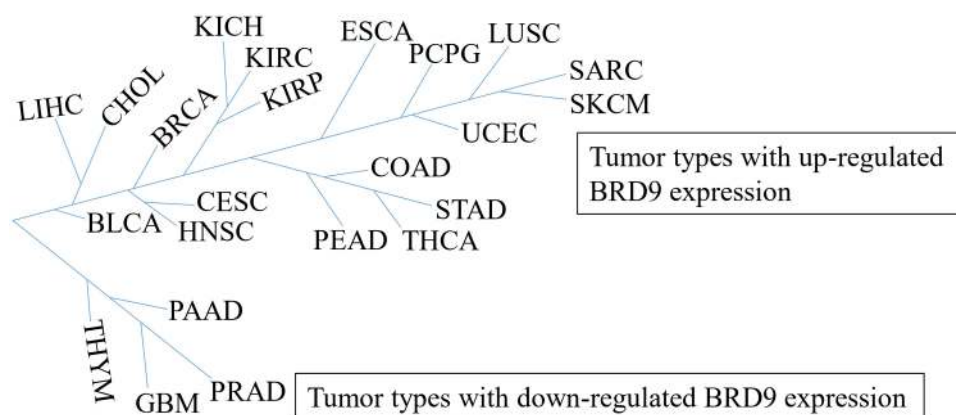 KICH
ESCA
LUSC
KIRC
PCPG
SARC
LIHC
CHOL
BRCA
KIRP
SKCM
UCEC
Tumor types with up-regulated
BRD9 expression
COAD
CESC
STAD
BLCA
HNSC
PEAD
THCA
PAAD
THYM
PRAD
GBM
Tumor types with down-regulated BRD9 expression